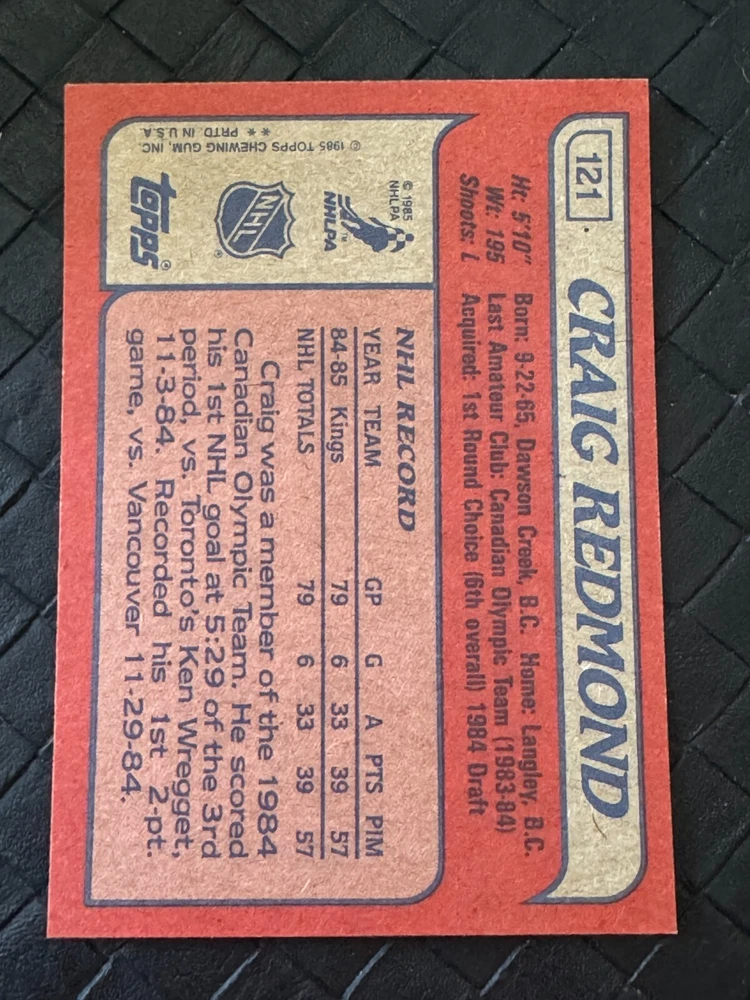 121
CRAIG REDMOND
Ht: 5'10" Born: 9-22-65, Dawson Creek, B.C. Home: Langley, B.C.
Wt: 195 Last Amateur Club: Canadian Olympic Team (1983-84)
Shoots: L Acquired: 1st Round Choice (6th overall) 1984 Draft
© 1985
NHLPA
NHLPA™
NHL ®
topps®
© 1985 TOPPS CHEWING GUM, INC.
** PRTD IN U.S.A.
NHL RECORD
YEAR TEAM GP G A PTS PIM
84-85 Kings 79 6 33 39 57
NHL TOTALS 79 6 33 39 57
Craig was a member of the 1984
Canadian Olympic Team. He scored
his 1st NHL goal at 5:29 of the 3rd
period, vs. Toronto's Ken Wregget,
11-3-84. Recorded his 1st 2-pt.
game, vs. Vancouver 11-29-84.